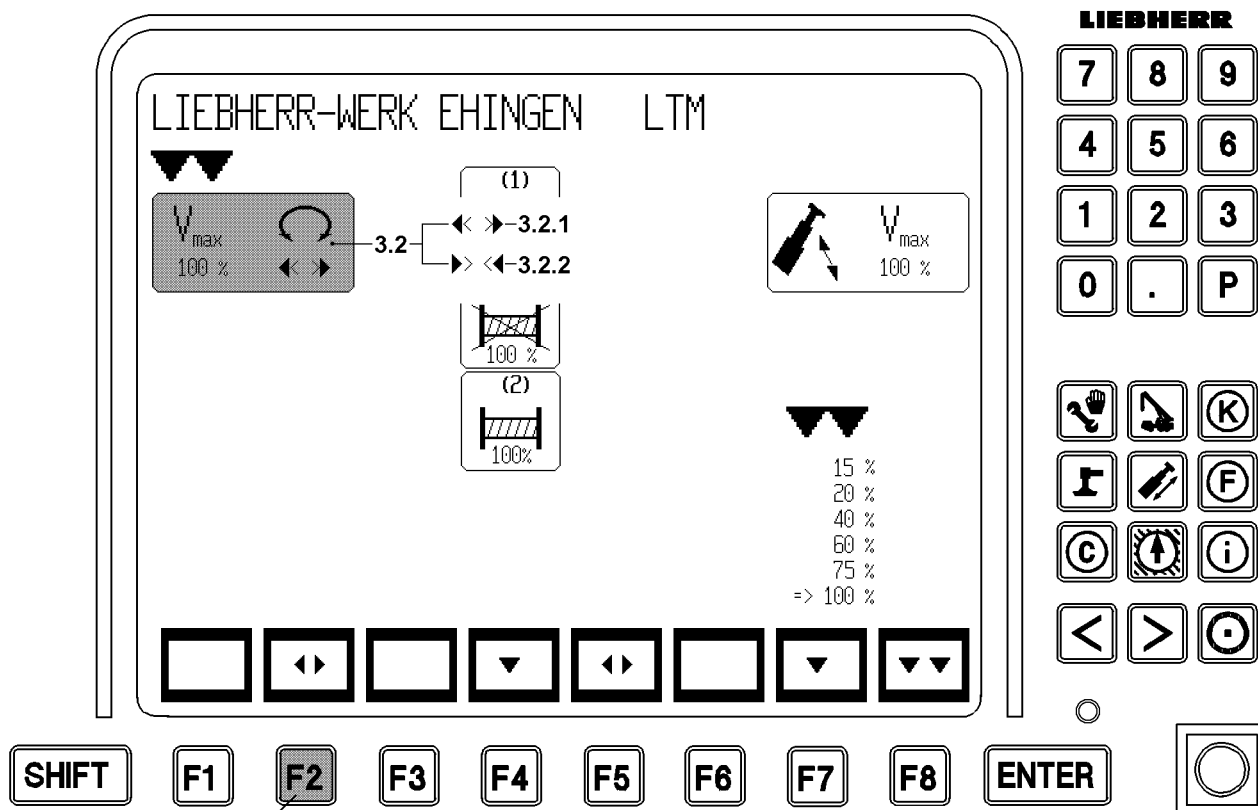 LIEBHERR
LIEBHERR-WERK EHINGEN LTM
Vmax
100 %
3.2
(1)
3.2.1
3.2.2
100 %
(2)
100%
Vmax
100 %
15 %
20 %
40 %
60 %
75 %
=> 100 %
7 8 9
4 5 6
1 2 3
0 . P
K
F
C i
< >
SHIFT F1 F2 F3 F4 F5 F6 F7 F8 ENTER